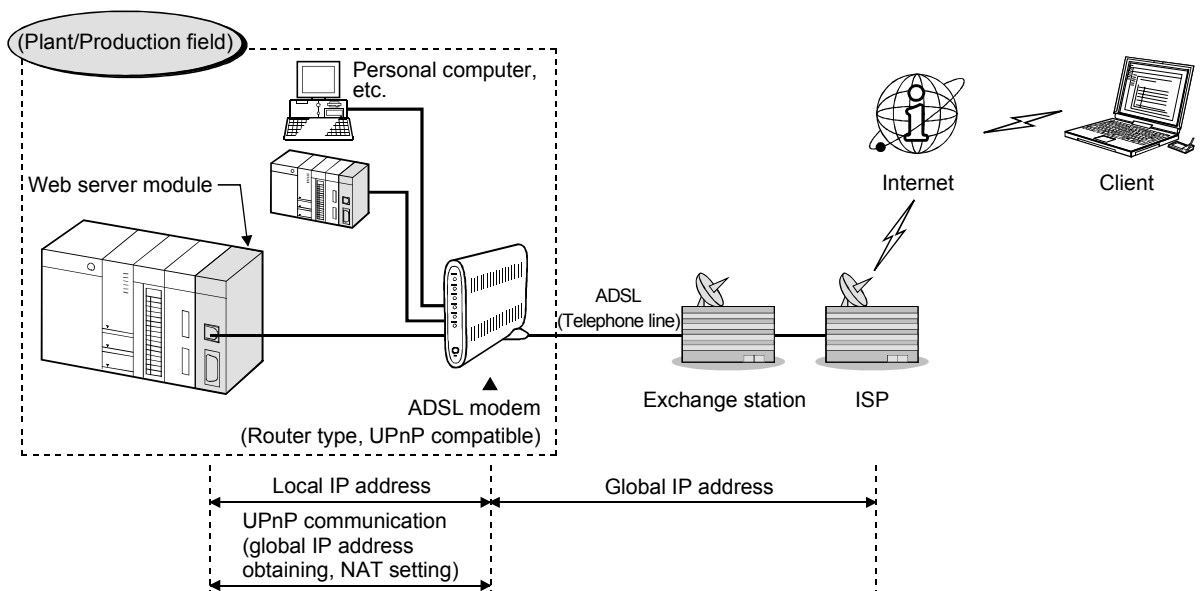 (Plant/Production field)
Personal computer,
etc.
Web server module
Internet
Client
ADSL
(Telephone line)
Exchange station
ISP
ADSL modem
(Router type, UPnP compatible)
Local IP address
Global IP address
UPnP communication
(global IP address
obtaining, NAT setting)